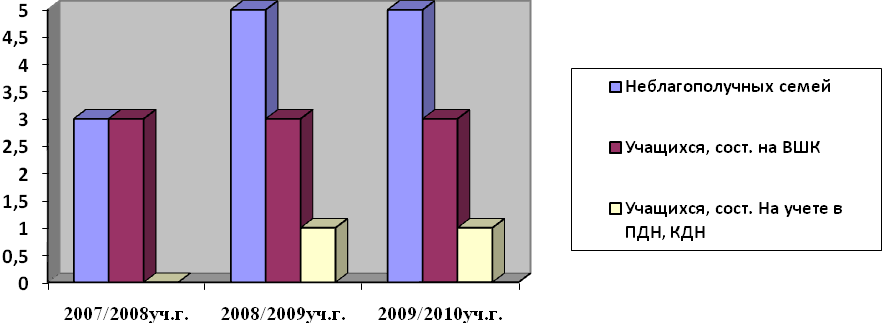 5
4,5
4
3,5
3
2,5
2
1,5
1
0,5
0
2007/2008уч.г.
2008/2009уч.г.
2009/2010уч.г.
Неблагополучных семей
Учащихся, сост. на ВШК
Учащихся, сост. На учете в
ПДН, КДН